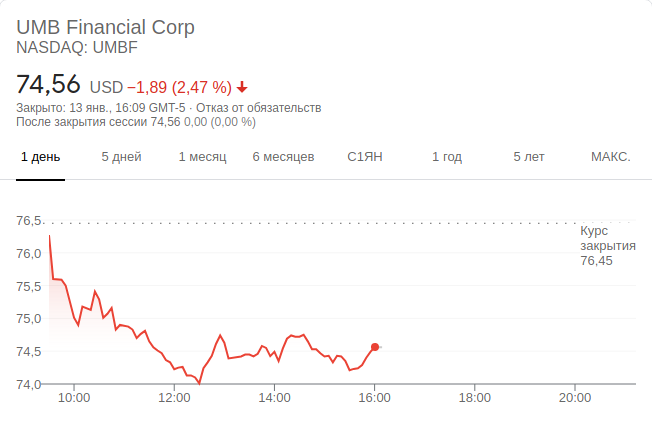 UMB Financial Corp
NASDAQ: UMBF
74,56 USD −1,89 (2,47 %)
Закрыто: 13 янв., 16:09 GMT-5 · Отказ от обязательств
После закрытия сессии 74,56 0,00 (0,00 %)
1 день 5 дней 1 месяц 6 месяцев С1ЯН 1 год 5 лет МАКС.
76,5
Курс
закрытия
76,45
76,0
75,5
75,0
74,5
74,0
10:00 12:00 14:00 16:00 18:00 20:00